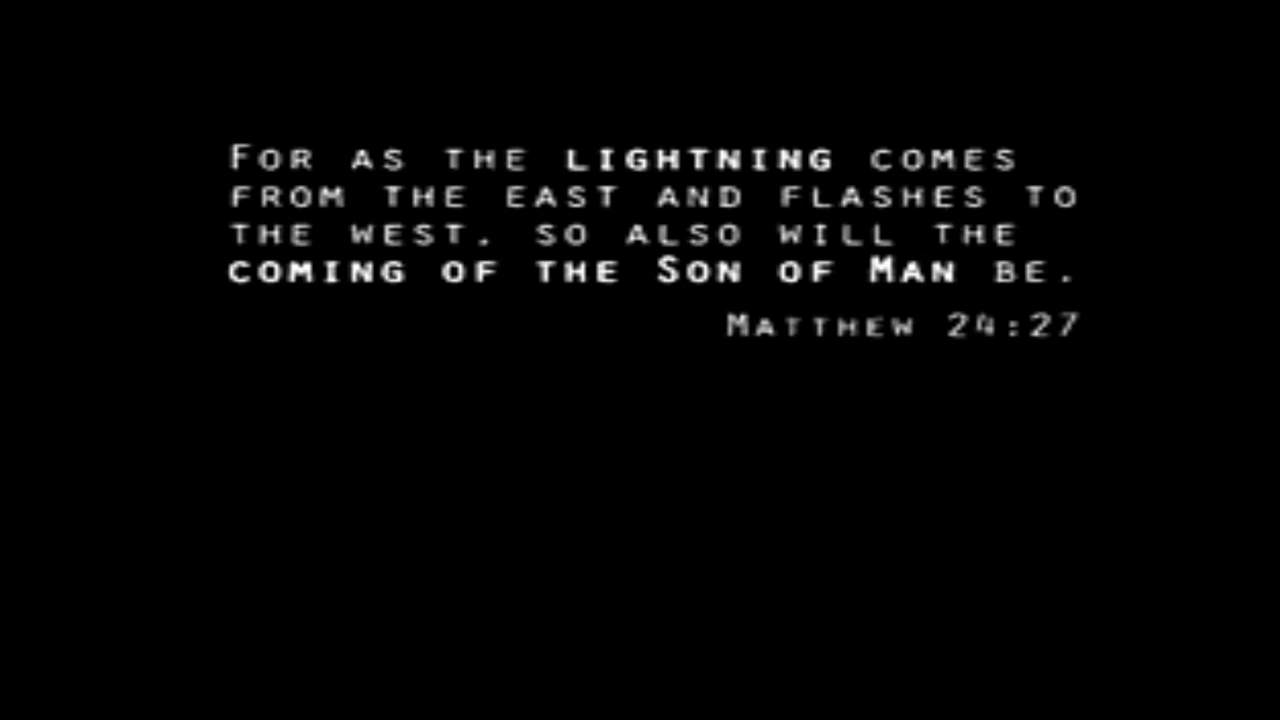 For as the lightning comes
from the east and flashes to
the west. so also will the
coming of the Son of Man be.
Matthew 24:27